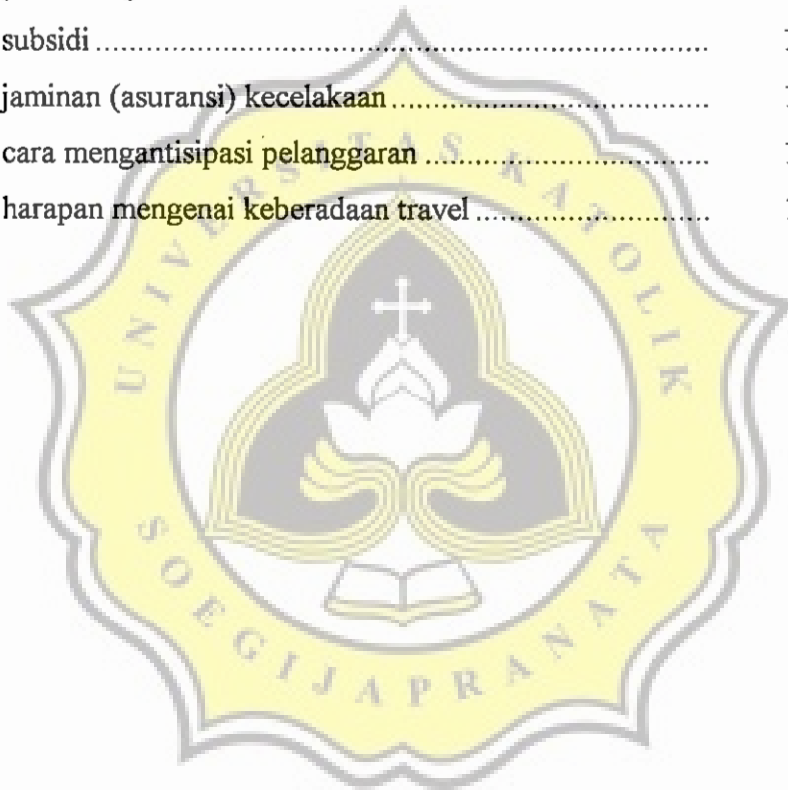 subsidi ........................................................................
jaminan (asuransi) kecelakaan .....................................
cara mengantisipasi pelanggaran .................................
harapan mengenai keberadaan travel ...........................
UNIVERSITAS KATOLIK
SOEGIJAPRANATA